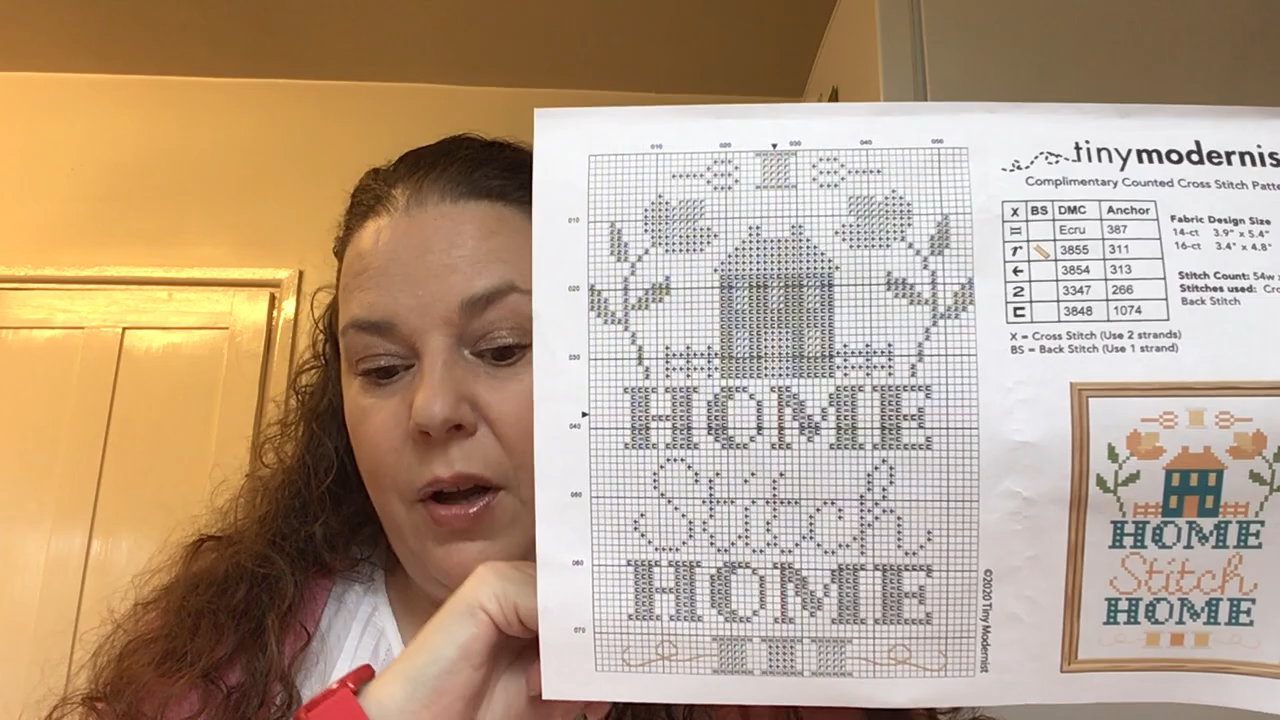 010 020 030 040 050
010
020
030
040
060
060
070
HOME
Stitch
HOME
©2020 Tiny Modernist
tinymodernis
Complimentary Counted Cross Stitch Patte
X BS DMC Anchor
Ecru 387
3855 311
3854 313
2 3347 266
3848 1074
X = Cross Stitch (Use 2 strands)
BS = Back Stitch (Use 1 strand)
Fabric Design Size
14-ct 3.9" x 5.4"
16-ct 3.4" x 4.8"
Stitch Count: 54w
Stitches used: Cro
Back Stitch
HOME
Stitch
HOME